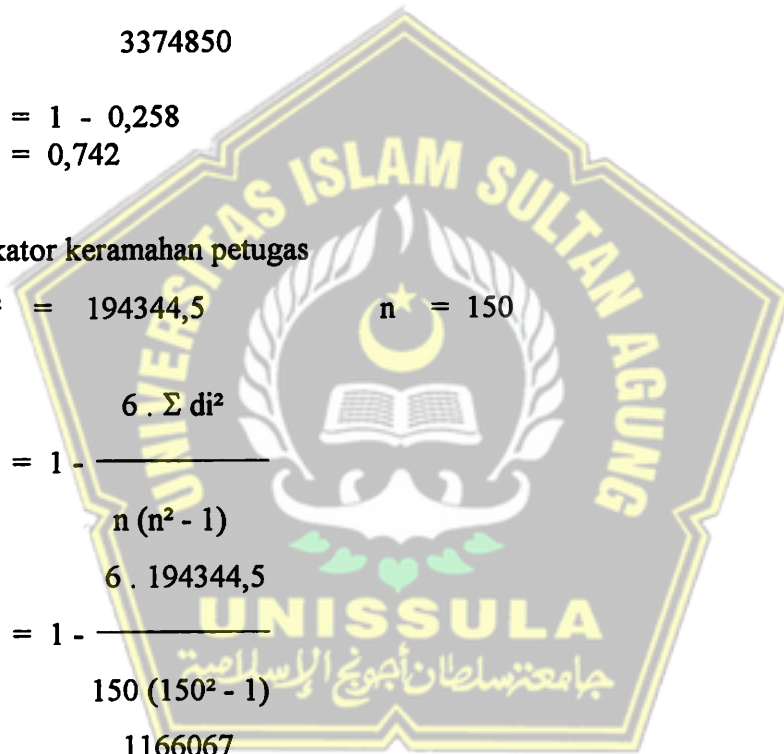 3374850
= 1 - 0,258
= 0,742
kator keramahan petugas
² = 194344,5 n = 150
6 . Σ di²
= 1 -
n (n² - 1)
6 . 194344,5
= 1 -
150 (150² - 1)
1166067
UNIVERSITAS ISLAM SULTAN AGUNG
UNISSULA
جامعة سلطان أجونج الإسلامية